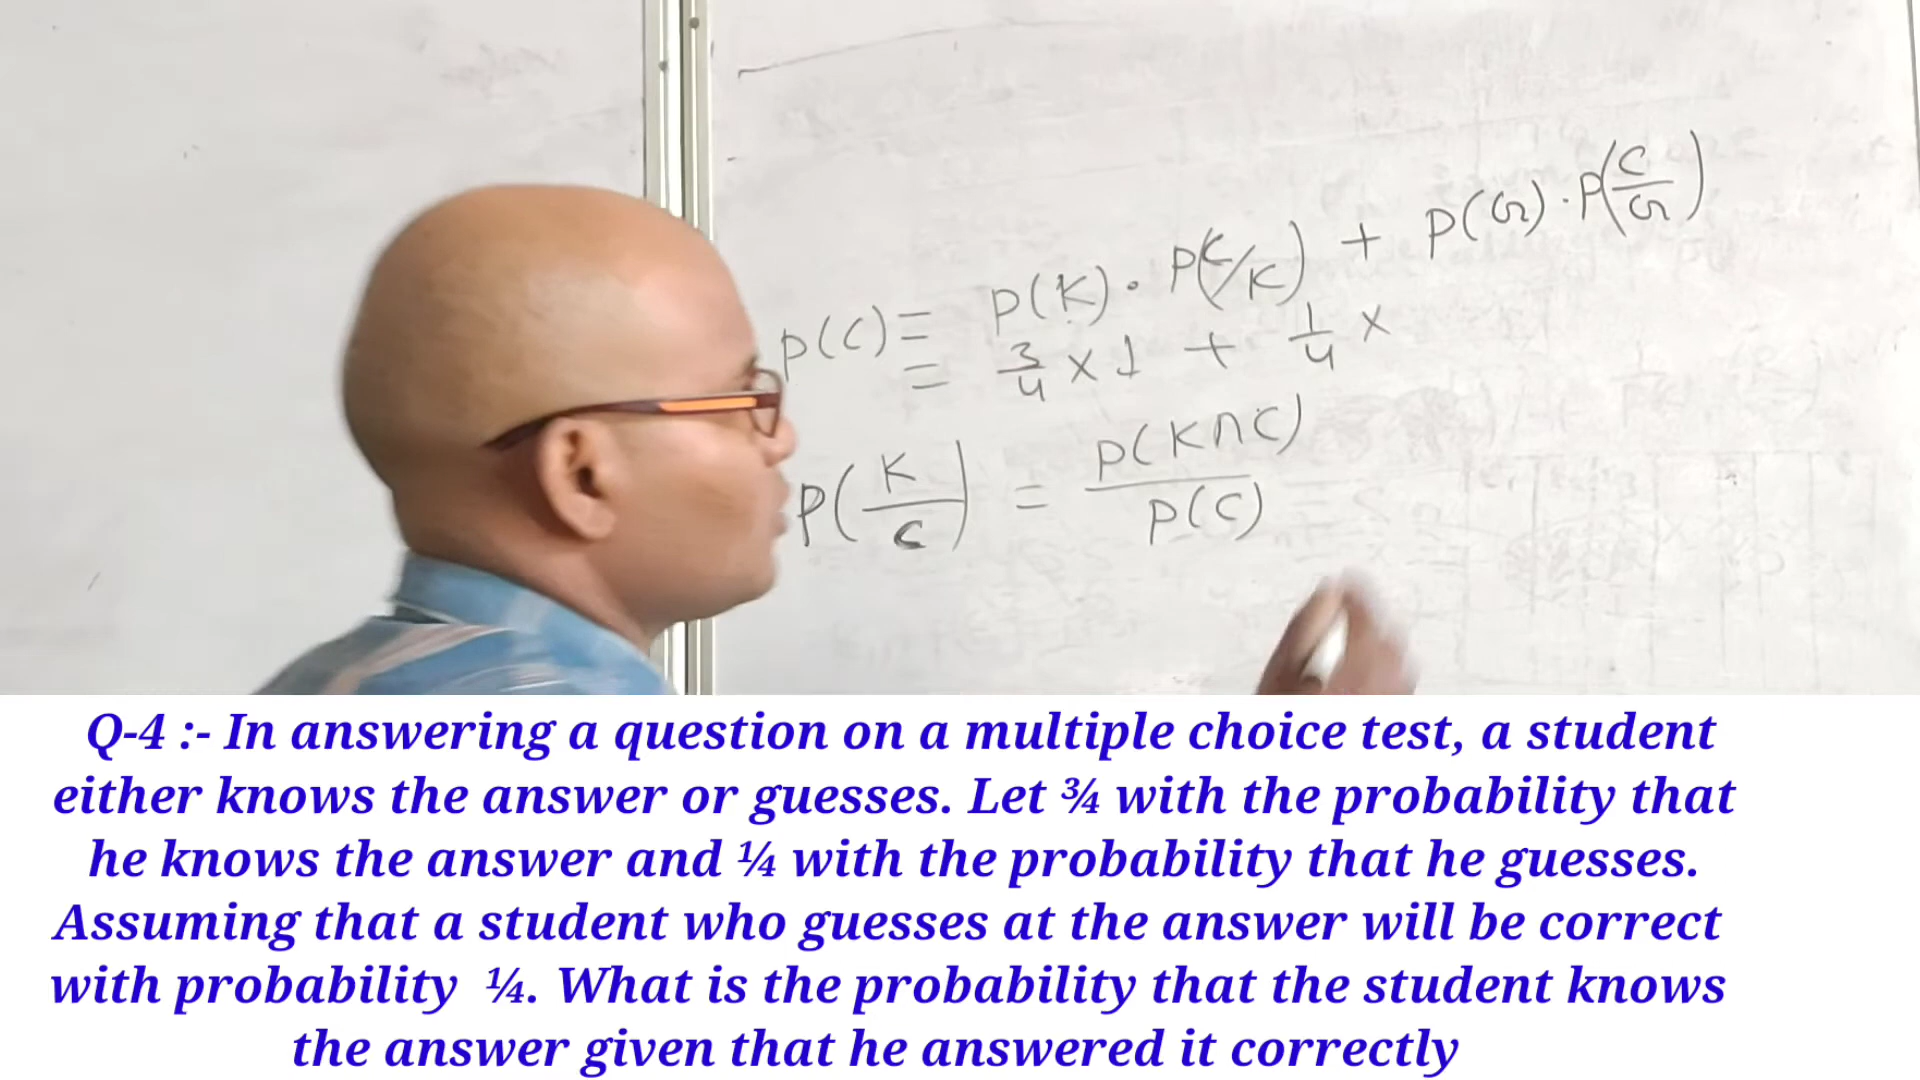 P(C) = P(K) . P(C/K) + P(G) . P(C/G)
= 3/4 x 1 + 1/4 x
P(K/C) = P(K∩C)/P(C)
Q-4 :- In answering a question on a multiple choice test, a student
either knows the answer or guesses. Let ¾ with the probability that
he knows the answer and ¼ with the probability that he guesses.
Assuming that a student who guesses at the answer will be correct
with probability ¼. What is the probability that the student knows
the answer given that he answered it correctly